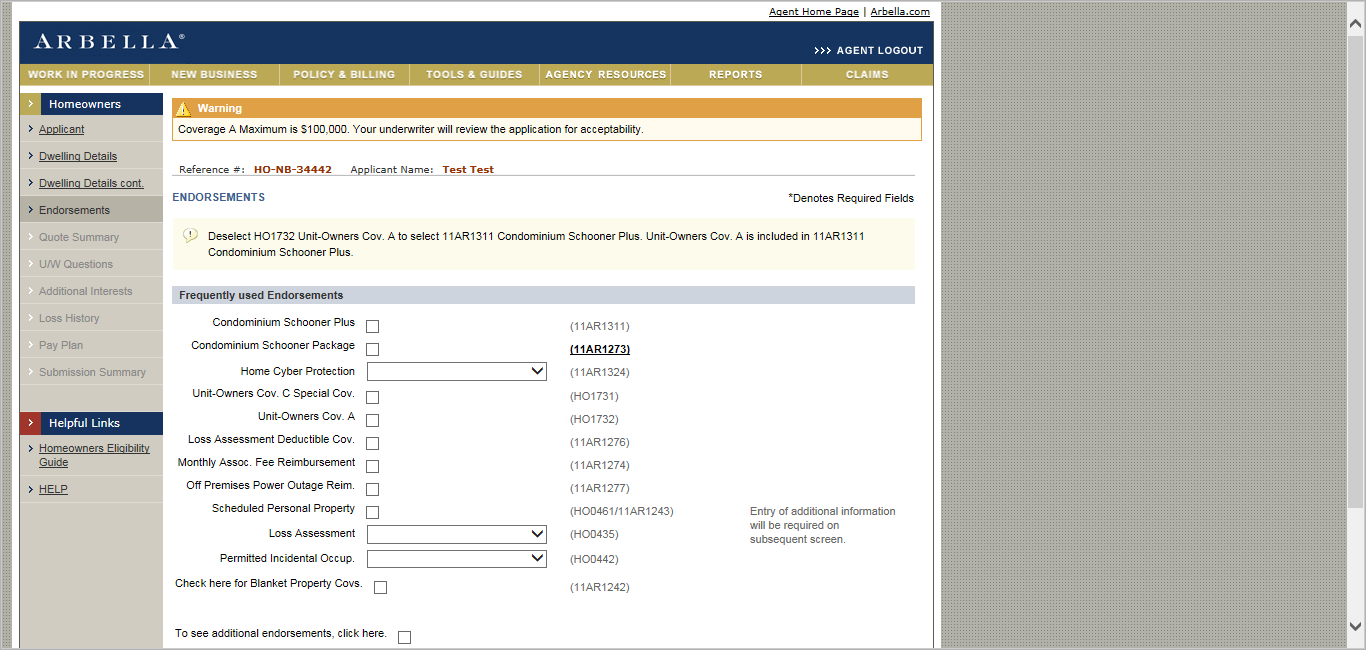 Agent Home Page | Arbella.com
ARBELLA®
>>> AGENT LOGOUT
WORK IN PROGRESS NEW BUSINESS POLICY & BILLING TOOLS & GUIDES AGENCY RESOURCES REPORTS CLAIMS
Homeowners
Applicant
Dwelling Details
Dwelling Details cont.
Endorsements
Quote Summary
U/W Questions
Additional Interests
Loss History
Pay Plan
Submission Summary
Helpful Links
Homeowners Eligibility
Guide
HELP
Warning
Coverage A Maximum is $100,000. Your underwriter will review the application for acceptability.
Reference #: HO-NB-34442 Applicant Name: Test Test
ENDORSEMENTS
*Denotes Required Fields
Deselect HO1732 Unit-Owners Cov. A to select 11AR1311 Condominium Schooner Plus. Unit-Owners Cov. A is included in 11AR1311
Condominium Schooner Plus.
Frequently used Endorsements
Condominium Schooner Plus (11AR1311)
Condominium Schooner Package (11AR1273)
Home Cyber Protection (11AR1324)
Unit-Owners Cov. C Special Cov. (HO1731)
Unit-Owners Cov. A (HO1732)
Loss Assessment Deductible Cov. (11AR1276)
Monthly Assoc. Fee Reimbursement (11AR1274)
Off Premises Power Outage Reim. (11AR1277)
Scheduled Personal Property (HO0461/11AR1243) Entry of additional information
will be required on
subsequent screen.
Loss Assessment (HO0435)
Permitted Incidental Occup. (HO0442)
Check here for Blanket Property Covs. (11AR1242)
To see additional endorsements, click here.